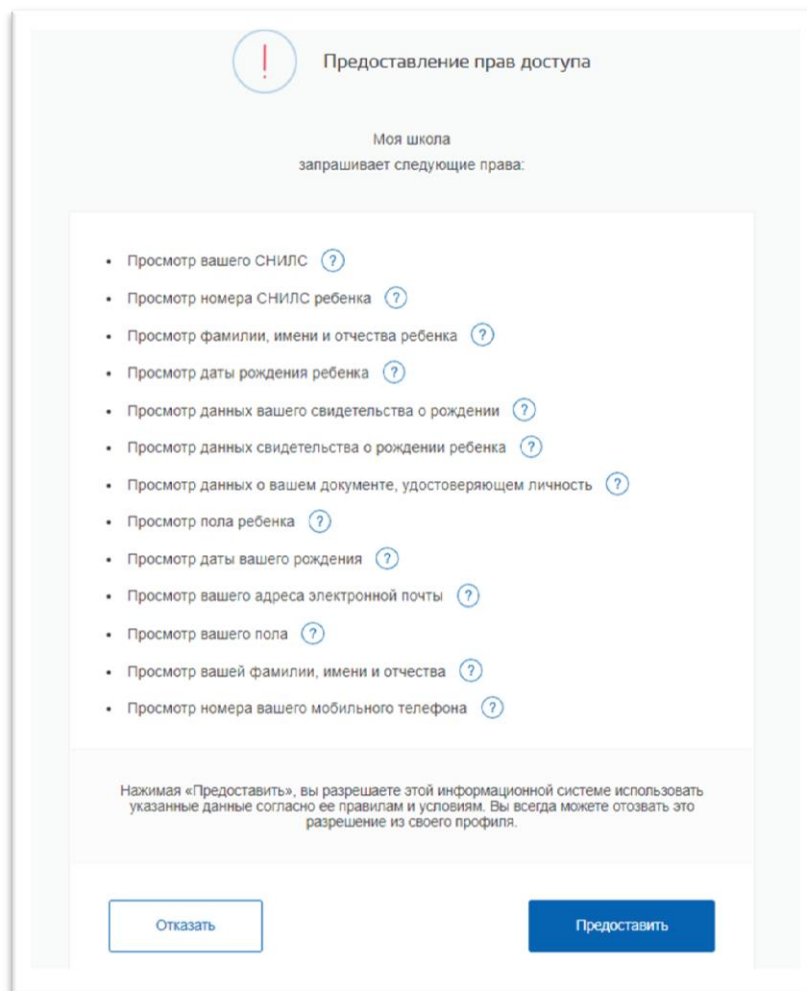 !
Предоставление прав доступа
Моя школа
запрашивает следующие права:
• Просмотр вашего СНИЛС ?
• Просмотр номера СНИЛС ребенка ?
• Просмотр фамилии, имени и отчества ребенка ?
• Просмотр даты рождения ребенка ?
• Просмотр данных вашего свидетельства о рождении ?
• Просмотр данных свидетельства о рождении ребенка ?
• Просмотр данных о вашем документе, удостоверяющем личность ?
• Просмотр пола ребенка ?
• Просмотр даты вашего рождения ?
• Просмотр вашего адреса электронной почты ?
• Просмотр вашего пола ?
• Просмотр вашей фамилии, имени и отчества ?
• Просмотр номера вашего мобильного телефона ?
Нажимая «Предоставить», вы разрешаете этой информационной системе использовать
указанные данные согласно ее правилам и условиям. Вы всегда можете отозвать это
разрешение из своего профиля.
Отказать
Предоставить